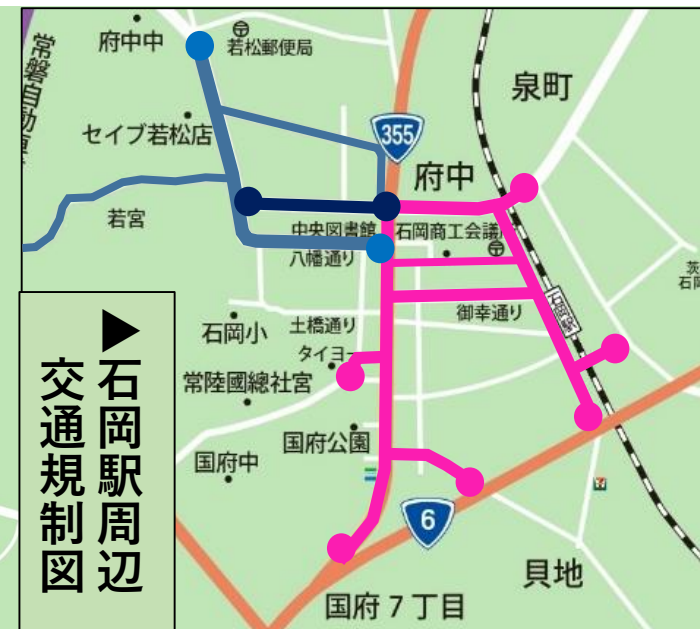 府中中
若松郵便局
常磐自動車
泉町
セイブ若松店
355
府中
若宮
中央図書館
石岡商工会議所
八幡通り
茨
石岡
御幸通り
石岡駅
石岡小
土橋通り
タイヨー
常陸國總社宮
国府公園
国府中
6
貝地
国府7丁目
▶石岡駅周辺
交通規制図